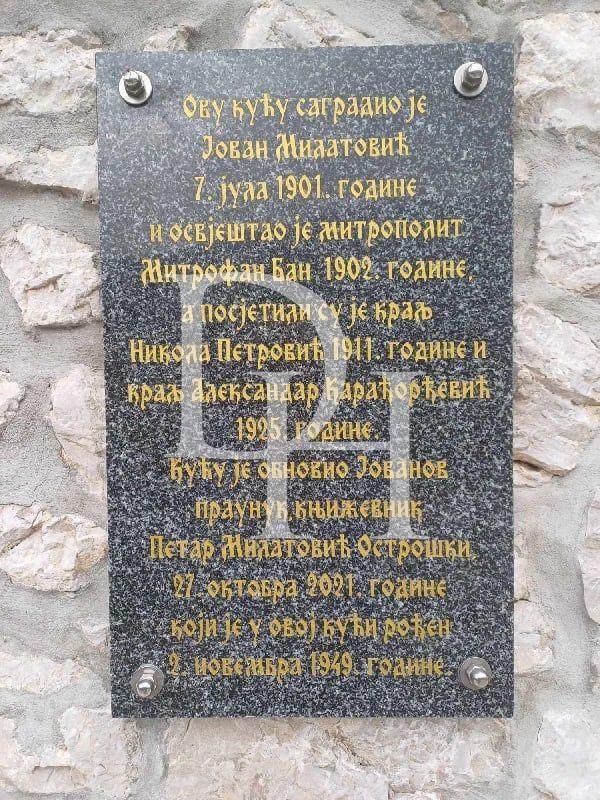 Ову кућу саградио је
Јован Милатовић
7. јула 1901. године
и освјештао је митрополит
Митрофан Бан 1902. године,
а посјетили су је краљ
Никола Петровић 1911. године и
краљ Александар Карађорђевић
1925. године.
Кућу је обновио Јованов
праунук књижевник
Петар Милатовић Острошки,
27. октобра 2021. године
који је у овој кући рођен
2. новембра 1949. године.
DH